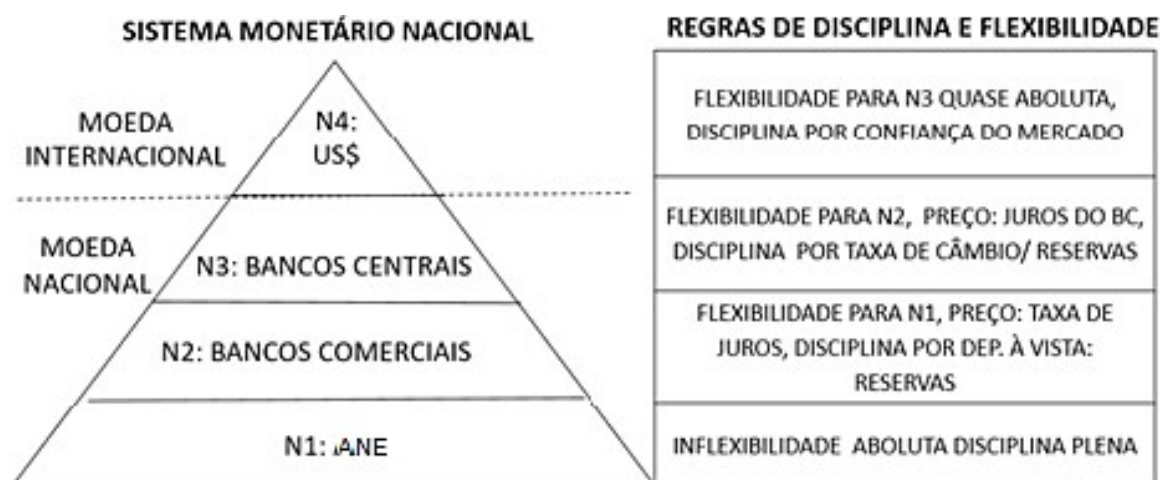 SISTEMA MONETÁRIO NACIONAL
REGRAS DE DISCIPLINA E FLEXIBILIDADE
MOEDA
INTERNACIONAL
N4:
US$
FLEXIBILIDADE PARA N3 QUASE ABOLUTA,
DISCIPLINA POR CONFIANÇA DO MERCADO
MOEDA
NACIONAL
N3: BANCOS CENTRAIS
FLEXIBILIDADE PARA N2, PREÇO: JUROS DO BC,
DISCIPLINA POR TAXA DE CÂMBIO/ RESERVAS
N2: BANCOS COMERCIAIS
FLEXIBILIDADE PARA N1, PREÇO: TAXA DE
JUROS, DISCIPLINA POR DEP. À VISTA:
RESERVAS
N1:
INFLEXIBILIDADE ABOLUTA DISCIPLINA PLENA